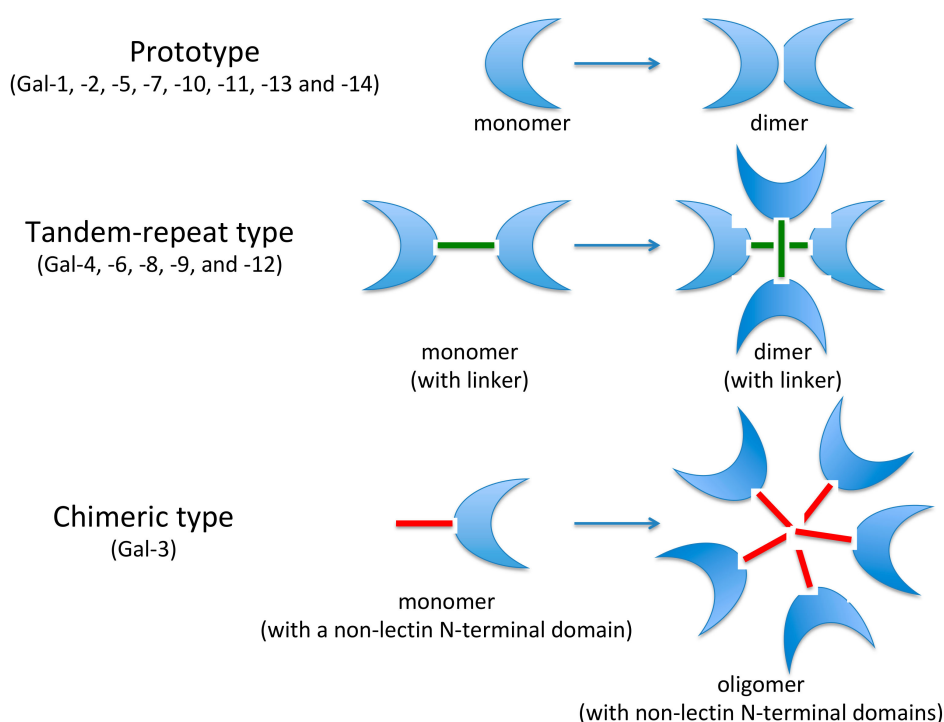 Prototype
(Gal-1, -2, -5, -7, -10, -11, -13 and -14)
monomer
dimer
Tandem-repeat type
(Gal-4, -6, -8, -9, and -12)
monomer
(with linker)
dimer
(with linker)
Chimeric type
(Gal-3)
monomer
(with a non-lectin N-terminal domain)
oligomer
(with non-lectin N-terminal domains)